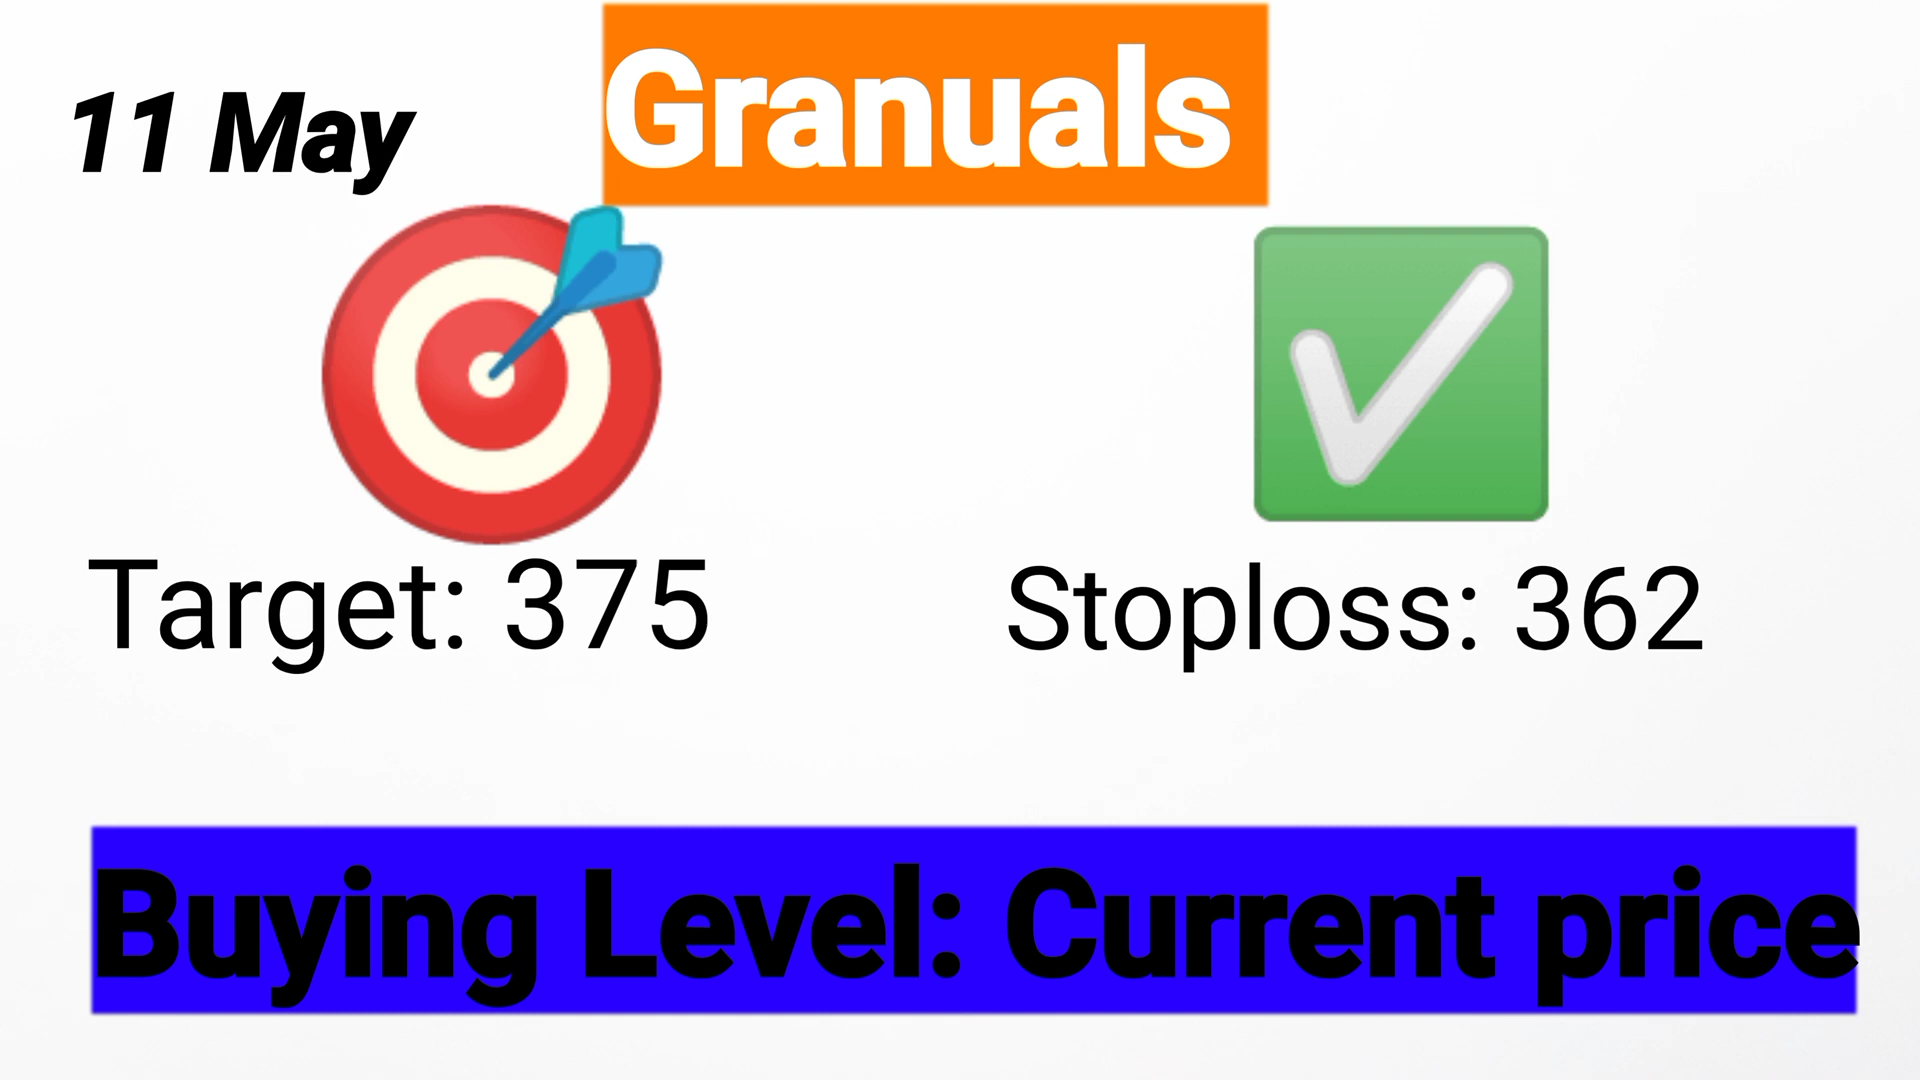 11 May
Granuals
Target: 375
Stoploss: 362
Buying Level: Current price